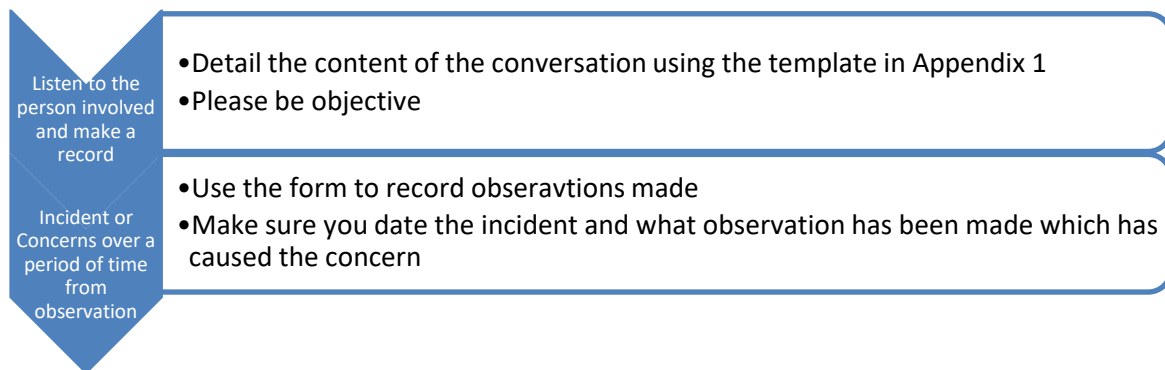 Listen to the
person involved
and make a
record
•Detail the content of the conversation using the template in Appendix 1
•Please be objective
Incident or
Concerns over a
period of time
from
observation
•Use the form to record obseravtions made
•Make sure you date the incident and what observation has been made which has
caused the concern